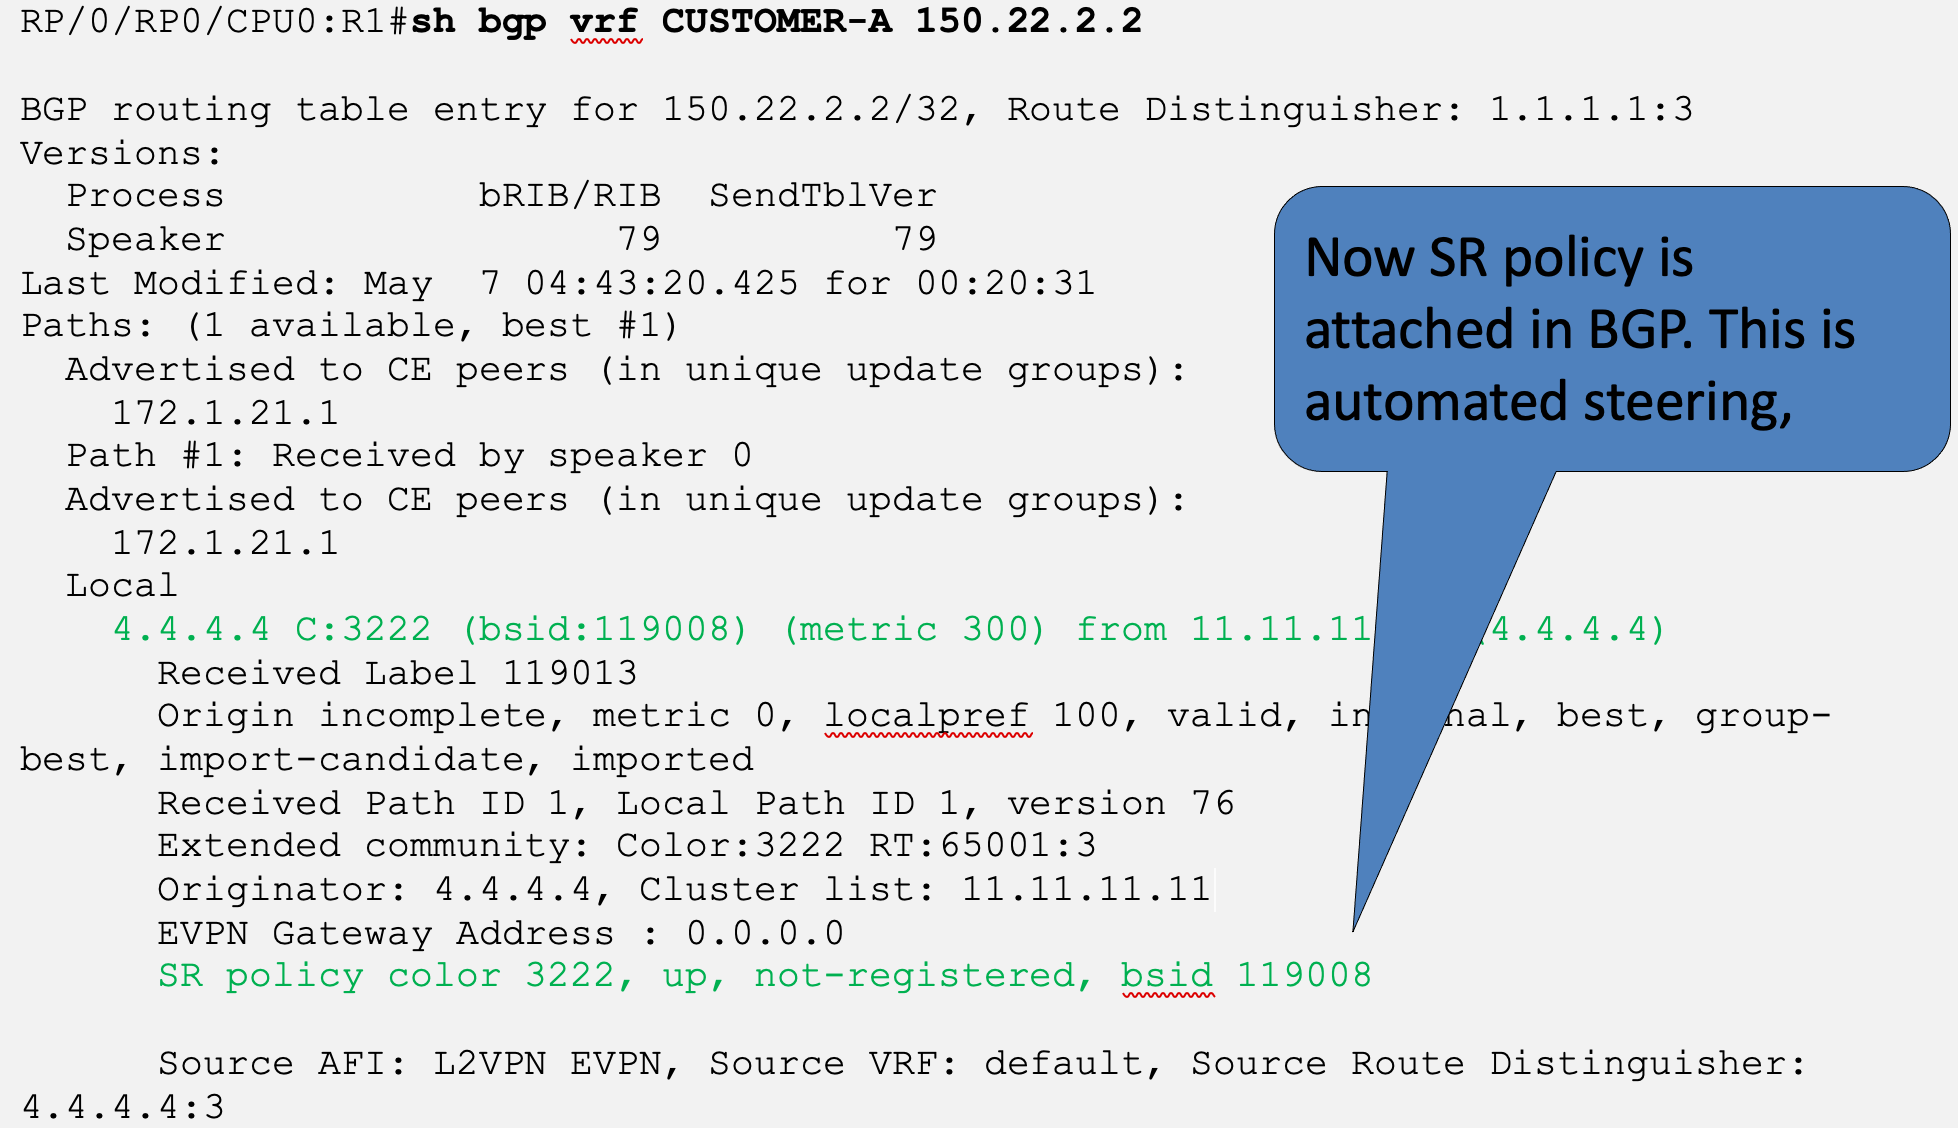 RP/0/RP0/CPU0:R1#sh bgp vrf CUSTOMER-A 150.22.2.2
BGP routing table entry for 150.22.2.2/32, Route Distinguisher: 1.1.1.1:3
Versions:
  Process           bRIB/RIB  SendTblVer
  Speaker                 79          79
Last Modified: May  7 04:43:20.425 for 00:20:31
Paths: (1 available, best #1)
  Advertised to CE peers (in unique update groups):
    172.1.21.1
  Path #1: Received by speaker 0
  Advertised to CE peers (in unique update groups):
    172.1.21.1
  Local
    4.4.4.4 C:3222 (bsid:119008) (metric 300) from 11.11.11 4.4.4.4)
      Received Label 119013
      Origin incomplete, metric 0, localpref 100, valid, in nal, best, group-
best, import-candidate, imported
      Received Path ID 1, Local Path ID 1, version 76
      Extended community: Color:3222 RT:65001:3
      Originator: 4.4.4.4, Cluster list: 11.11.11.11
      EVPN Gateway Address : 0.0.0.0
      SR policy color 3222, up, not-registered, bsid 119008
      Source AFI: L2VPN EVPN, Source VRF: default, Source Route Distinguisher:
4.4.4.4:3
Now SR policy is
attached in BGP. This is
automated steering,